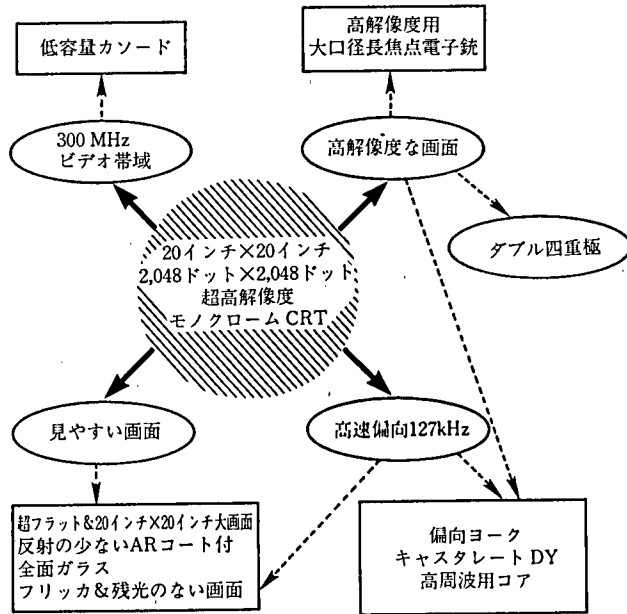 低容量カソード
高解像度用
大口径長焦点電子銃
300 MHz
ビデオ帯域
高解像度な画面
ダブル四重極
20インチ×20インチ
2,048ドット×2,048ドット
超高解像度
モノクローム CRT
見やすい画面
高速偏向127kHz
超フラット&20インチ×20インチ大画面
反射の少ないARコート付
全面ガラス
フリッカ&残光のない画面
偏向ヨーク
キャスタレート DY
高周波用コア